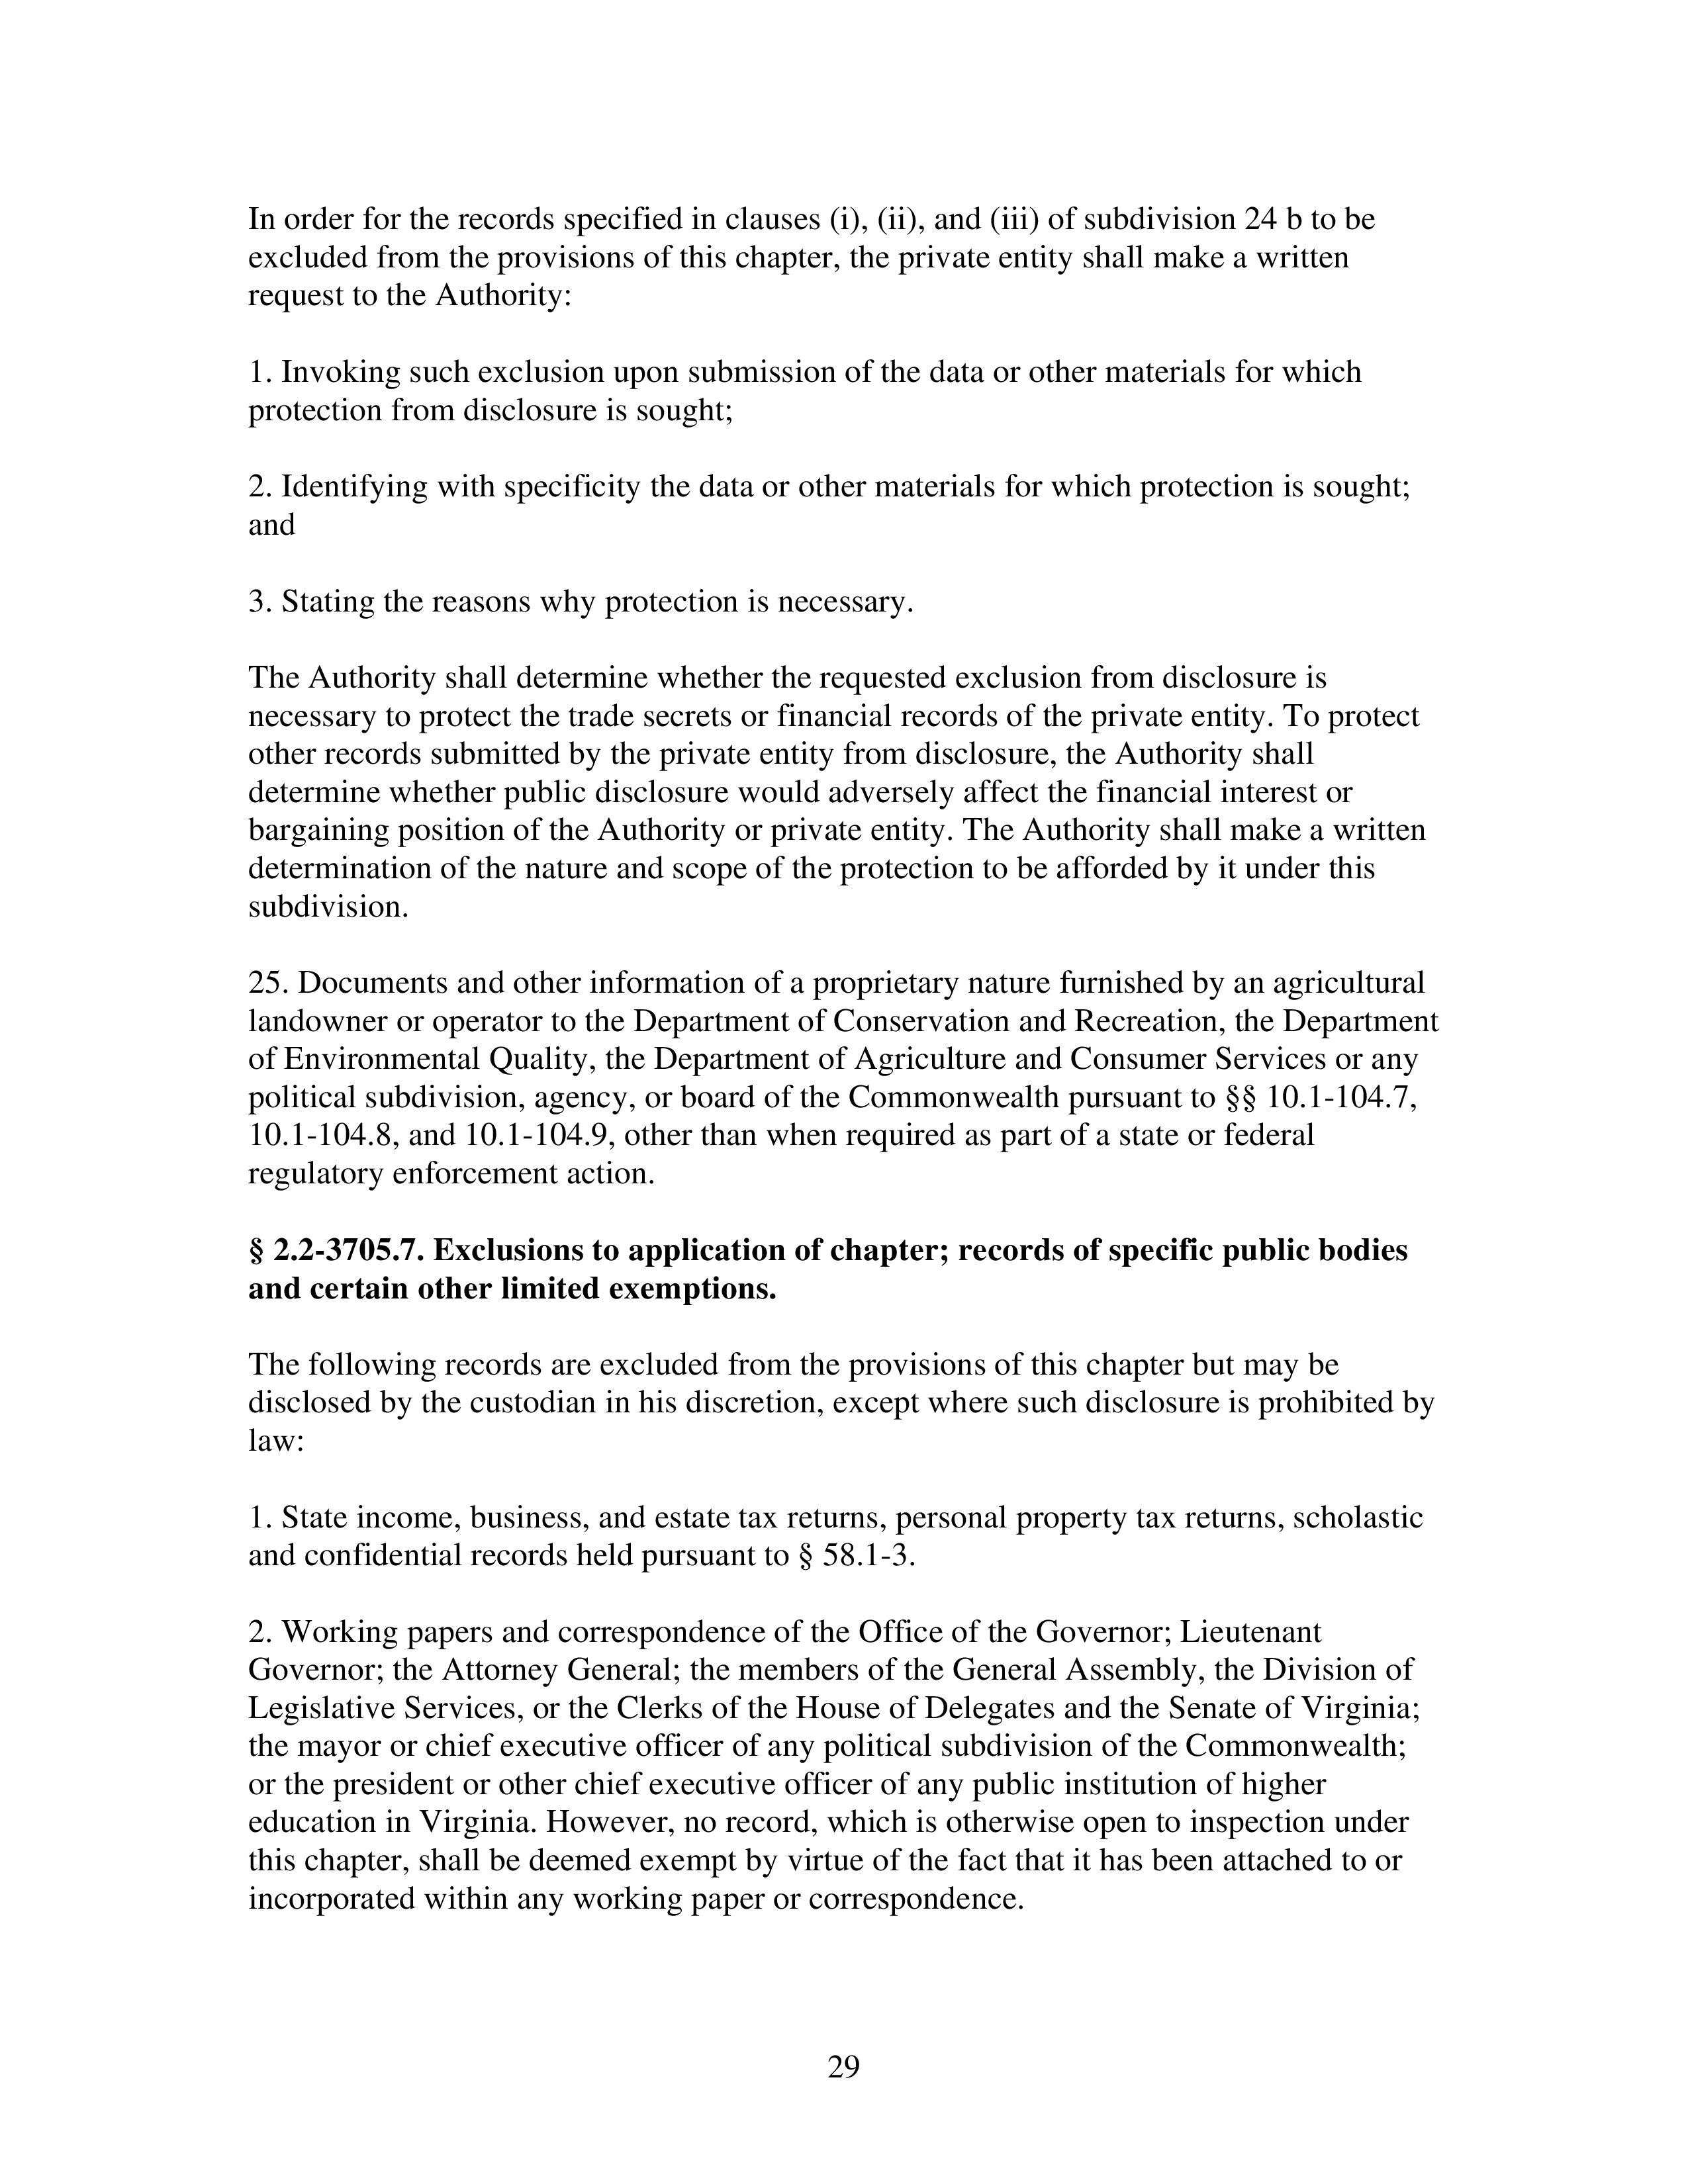 In order for the records specified in clauses (i), (ii), and (iii) of subdivision 24 b to be
excluded from the provisions of this chapter, the private entity shall make a written
request to the Authority:
1. Invoking such exclusion upon submission of the data or other materials for which
protection from disclosure is sought;
2. Identifying with specificity the data or other materials for which protection is sought;
and
3. Stating the reasons why protection is necessary.
The Authority shall determine whether the requested exclusion from disclosure is
necessary to protect the trade secrets or financial records of the private entity. To protect
other records submitted by the private entity from disclosure, the Authority shall
determine whether public disclosure would adversely affect the financial interest or
bargaining position of the Authority or private entity. The Authority shall make a written
determination of the nature and scope of the protection to be afforded by it under this
subdivision.
25. Documents and other information of a proprietary nature furnished by an agricultural
landowner or operator to the Department of Conservation and Recreation, the Department
of Environmental Quality, the Department of Agriculture and Consumer Services or any
political subdivision, agency, or board of the Commonwealth pursuant to §§ 10.1-104.7,
10.1-104.8, and 10.1-104.9, other than when required as part of a state or federal
regulatory enforcement action.
§ 2.2-3705.7. Exclusions to application of chapter; records of specific public bodies
and certain other limited exemptions.
The following records are excluded from the provisions of this chapter but may be
disclosed by the custodian in his discretion, except where such disclosure is prohibited by
law:
1. State income, business, and estate tax returns, personal property tax returns, scholastic
and confidential records held pursuant to § 58.1-3.
2. Working papers and correspondence of the Office of the Governor; Lieutenant
Governor; the Attorney General; the members of the General Assembly, the Division of
Legislative Services, or the Clerks of the House of Delegates and the Senate of Virginia;
the mayor or chief executive officer of any political subdivision of the Commonwealth;
or the president or other chief executive officer of any public institution of higher
education in Virginia. However, no record, which is otherwise open to inspection under
this chapter, shall be deemed exempt by virtue of the fact that it has been attached to or
incorporated within any working paper or correspondence.
29